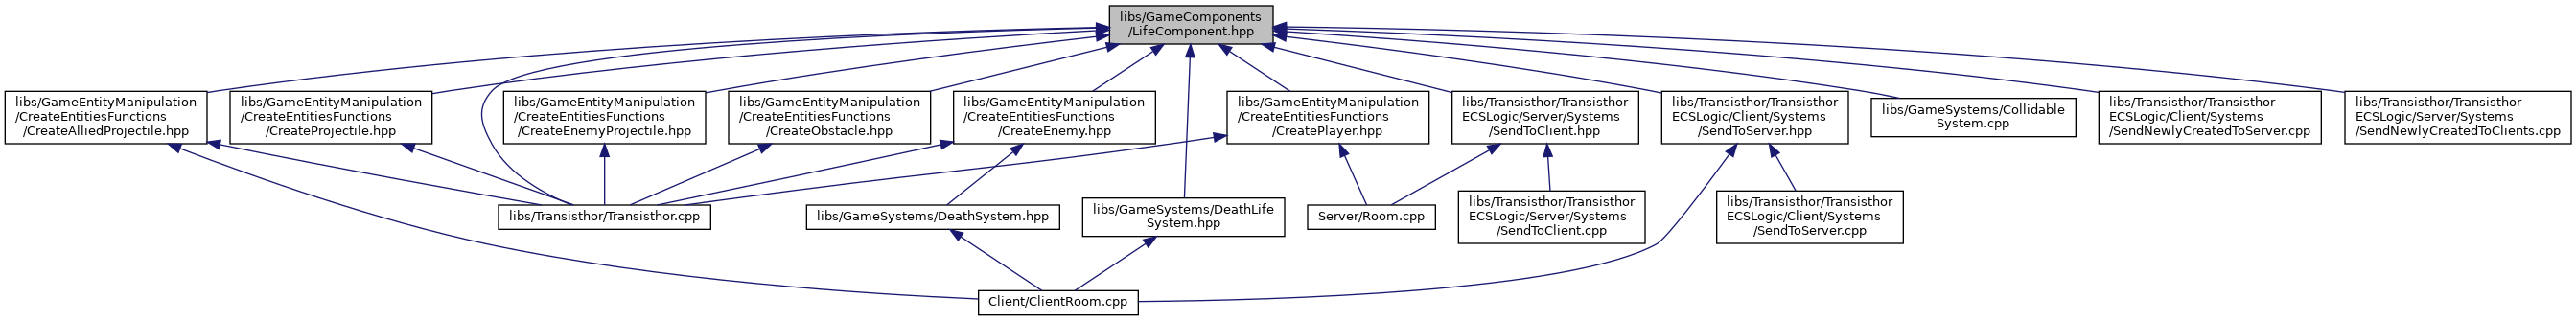 libs/GameComponents
/LifeComponent.hpp
libs/GameEntityManipulation
/CreateEntitiesFunctions
/CreateAlliedProjectile.hpp
libs/GameEntityManipulation
/CreateEntitiesFunctions
/CreateProjectile.hpp
libs/GameEntityManipulation
/CreateEntitiesFunctions
/CreateEnemyProjectile.hpp
libs/GameEntityManipulation
/CreateEntitiesFunctions
/CreateObstacle.hpp
libs/GameEntityManipulation
/CreateEntitiesFunctions
/CreateEnemy.hpp
libs/GameEntityManipulation
/CreateEntitiesFunctions
/CreatePlayer.hpp
libs/Transisthor/Transisthor
ECSLogic/Server/Systems
/SendToClient.hpp
libs/Transisthor/Transisthor
ECSLogic/Client/Systems
/SendToServer.hpp
libs/GameSystems/Collidable
System.cpp
libs/Transisthor/Transisthor
ECSLogic/Client/Systems
/SendNewlyCreatedToServer.cpp
libs/Transisthor/Transisthor
ECSLogic/Server/Systems
/SendNewlyCreatedToClients.cpp
libs/Transisthor/Transisthor.cpp
libs/GameSystems/DeathSystem.hpp
libs/GameSystems/DeathLife
System.hpp
Server/Room.cpp
libs/Transisthor/Transisthor
ECSLogic/Server/Systems
/SendToClient.cpp
libs/Transisthor/Transisthor
ECSLogic/Client/Systems
/SendToServer.cpp
Client/ClientRoom.cpp